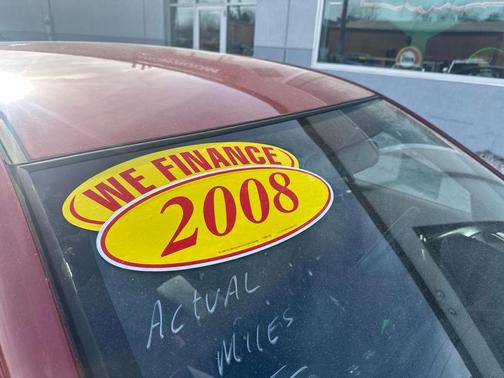 WE FINANCE
2008
ACtUAL
MILES